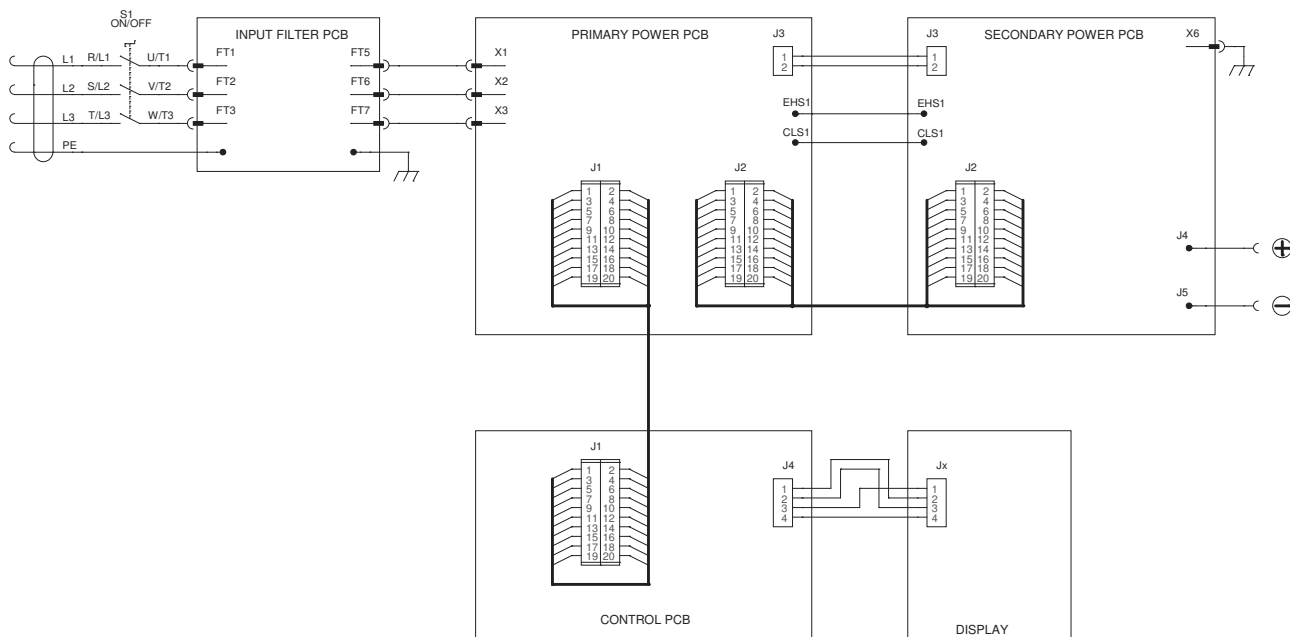 S1
ON/OFF
INPUT FILTER PCB
PRIMARY POWER PCB
J3
J3
SECONDARY POWER PCB
X6
L1 R/L1 U/T1 FT1 FT5 X1
1
2
1
2
L2 S/L2 V/T2 FT2 FT6 X2
L3 T/L3 W/T3 FT3 FT7 X3
EHS1 EHS1
CLS1 CLS1
PE
J1 J2 J2
1 2 1 2 1 2
3 4 3 4 3 4
5 6 5 6 5 6
7 8 7 8 7 8
9 10 9 10 9 10
11 12 11 12 11 12
13 14 13 14 13 14
15 16 15 16 15 16
17 18 17 18 17 18
19 20 19 20 19 20
J4 +
J5 −
J1
1 2
3 4
5 6
7 8
9 10
11 12
13 14
15 16
17 18
19 20
J4 Jx
1 1
2 2
3 3
4 4
CONTROL PCB
DISPLAY